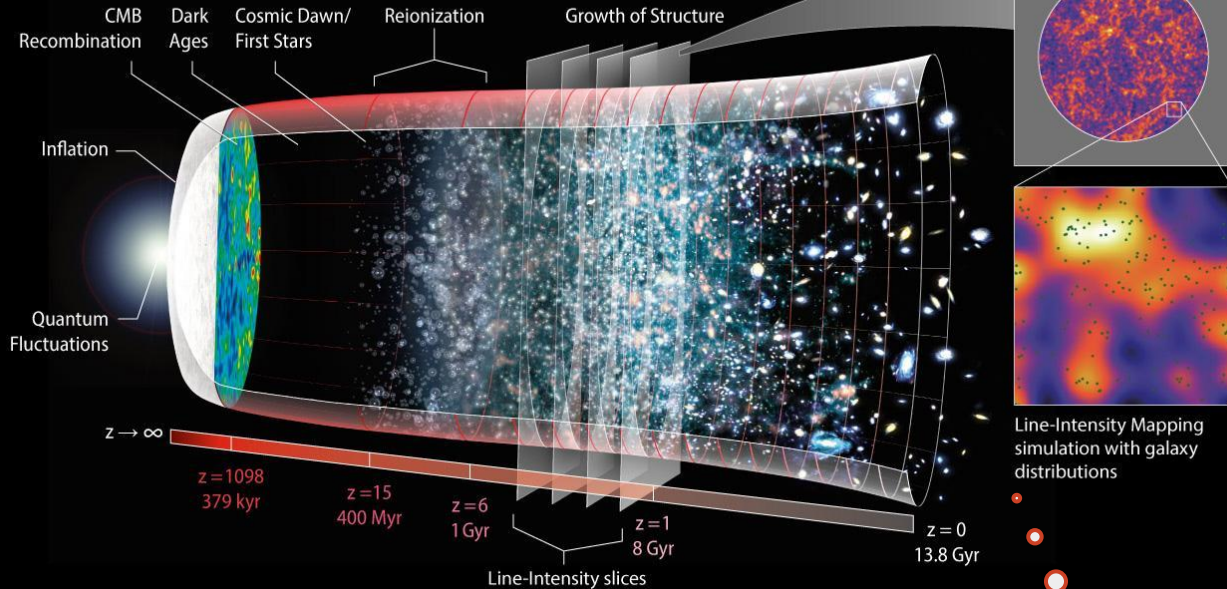 CMB
Recombination
Dark
Ages
Cosmic Dawn/
First Stars
Reionization
Growth of Structure
Inflation
Quantum
Fluctuations
z → ∞
z=1098
379 kyr
z=15
400 Myr
z=6
1Gyr
z=1
8 Gyr
z=0
13.8 Gyr
Line-Intensity slices
Line-Intensity Mapping
simulation with galaxy
distributions